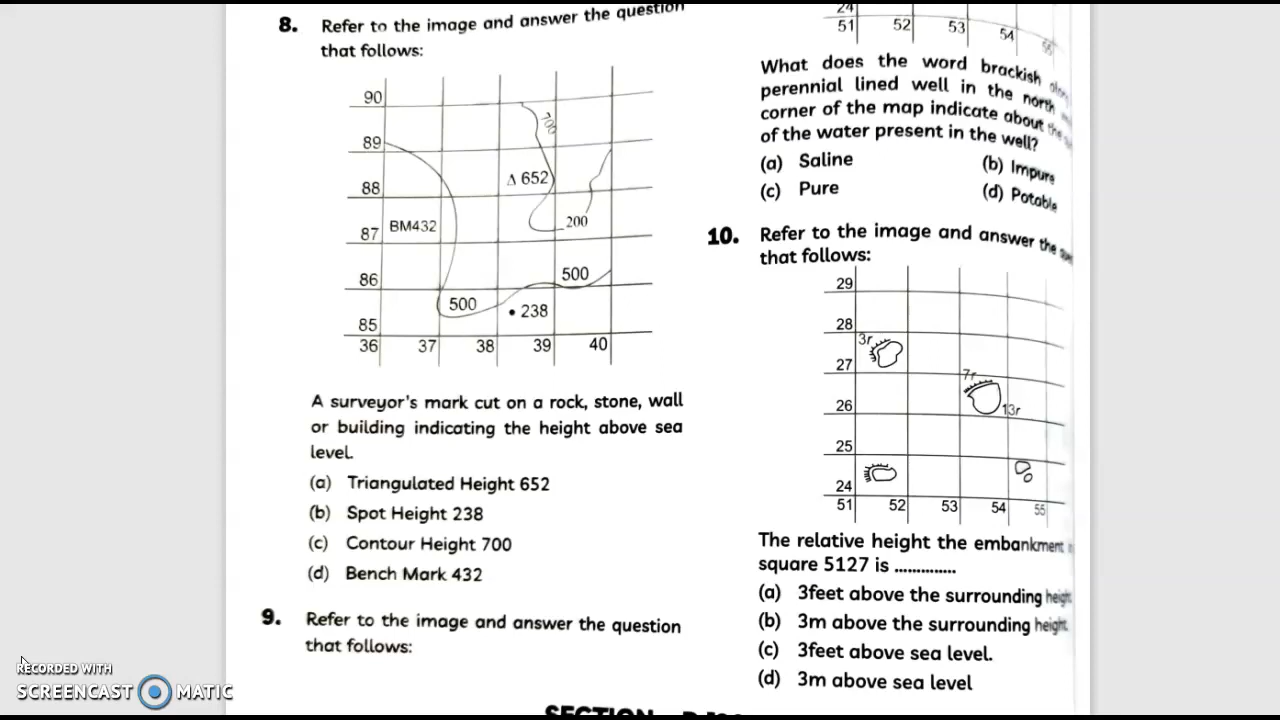 8. Refer to the image and answer the question
that follows:
90
700
89
Δ 652
88
BM432
200
87
86
500
500
• 238
85
36 37 38 39 40
A surveyor's mark cut on a rock, stone, wall
or building indicating the height above sea
level.
(a) Triangulated Height 652
(b) Spot Height 238
(c) Contour Height 700
(d) Bench Mark 432
9. Refer to the image and answer the question
that follows:
24
51 52 53 54 55
What does the word brackish
perennial lined well in the north
corner of the map indicate about the
of the water present in the well?
(a) Saline
(b) Impure
(c) Pure
(d) Potable
10. Refer to the image and answer the
that follows:
29
28
3r
27
7r
26
13r
25
24
51 52 53 54 55
The relative height the embankment
square 5127 is ..............
(a) 3feet above the surrounding height
(b) 3m above the surrounding height.
(c) 3feet above sea level.
(d) 3m above sea level
RECORDED WITH
SCREENCAST MATIC